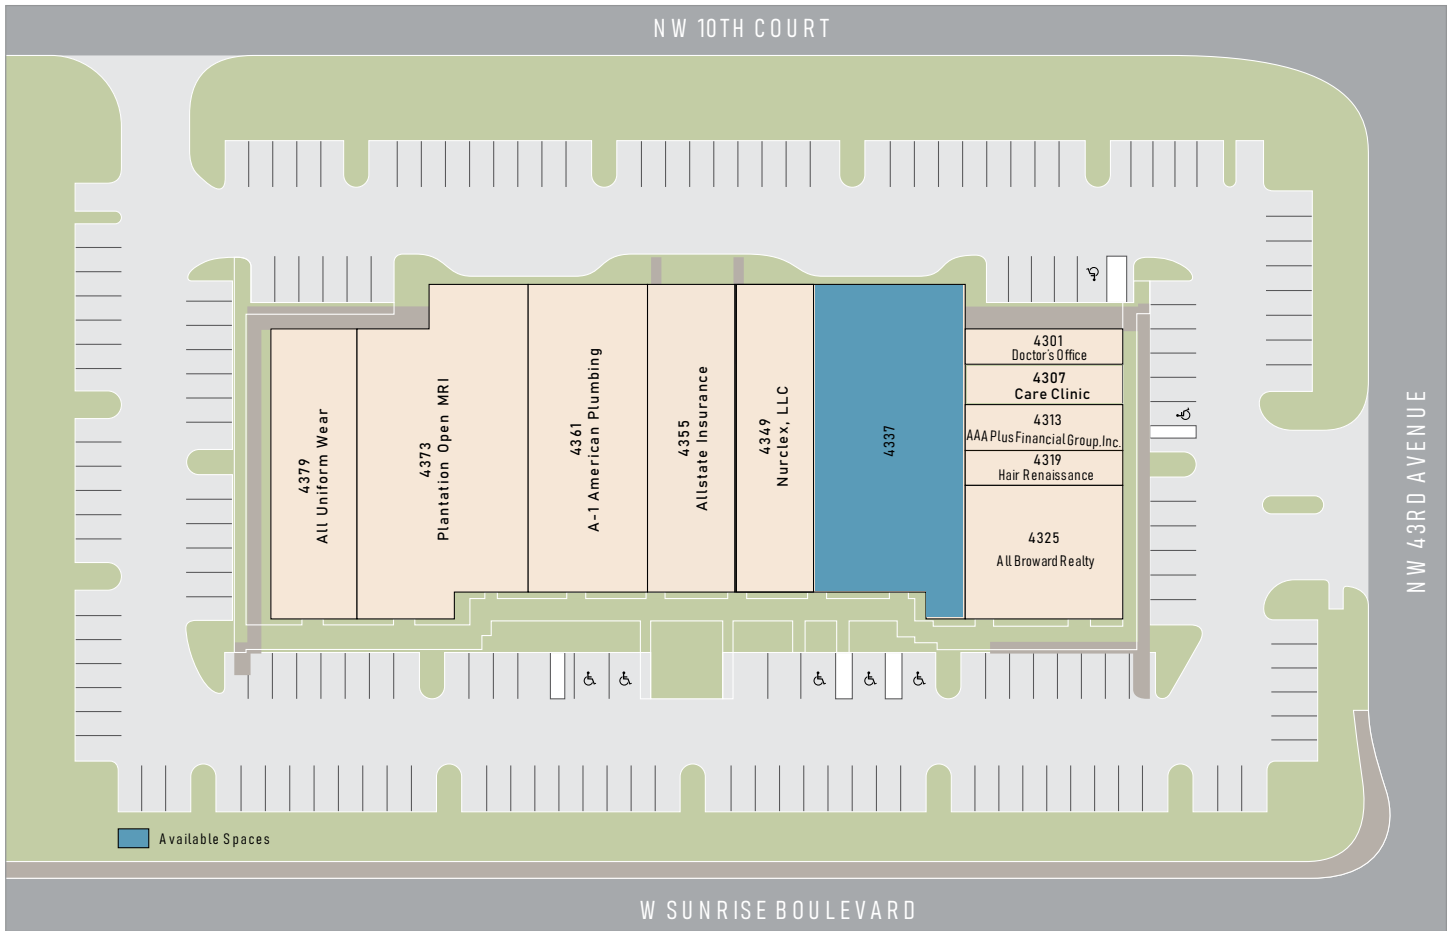 NW 10TH COURT
4379
All Uniform Wear
4373
Plantation Open MRI
4361
A-1 American Plumbing
4355
Allstate Insurance
4349
Nurclex, LLC
4337
4301
Doctor's Office
4307
Care Clinic
4313
AAA Plus Financial Group, Inc.
4319
Hair Renaissance
4325
All Broward Realty
NW 43RD AVENUE
Available Spaces
W SUNRISE BOULEVARD